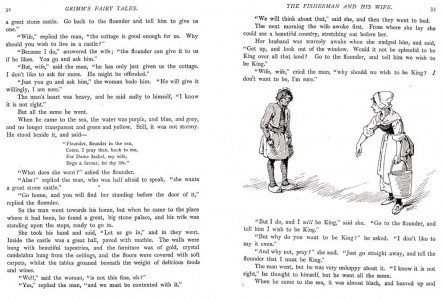 32 GRIMM'S FAIRY TALES.
a great stone castle. Go back to the flounder and tell him to give us
one."
"Alas, wife," replied the man, "the cottage is good enough for us. Why
should you wish to live in a castle?"
"Because I do," answered the wife; "the flounder can give it to us
if he likes. You go and ask him."
"But, wife," said the man, "he has only just given us the cottage.
I don't like to ask for more. He might be offended."
"Just you go and ask him," the woman bade him. "He will give it
willingly, I am sure."
The man's heart was heavy, and he said sadly to himself, "I know
it is not right."
But all the same he went.
When he came to the sea, the water was purple, and blue, and grey,
and no longer transparent and green and yellow. Still, it was not stormy.
He stood beside it, and said—
"Flounder, flounder in the sea,
Come, I pray thee, back to me,
For Dame Isabel, my wife,
Begs a favour, for thy life."
"What does she want?" asked the flounder.
"Alas!" replied the man, who was half afraid to speak, "she wants
a great stone castle."
"Go home, and you will find her standing before the door of it,"
replied the flounder.
So the man went towards his home, but when he came to the place
where it had been, he found a great, big stone palace, and his wife was
standing upon the steps, ready to go in.
She took his hand and said, "Let us go in," and in they went.
Inside the castle was a great hall, paved with marble. The walls were
hung with beautiful tapestries, and the furniture was of gold, crystal
candelabra hung from the ceilings, and the floors were covered with soft
carpets, whilst the tables groaned beneath the weight of delicious foods
and wines.
"Well," said the woman, "is not this fine, eh?"
"Yes," replied the man, "and we must be contented with it."
THE FISHERMAN AND HIS WIFE. 33
"We will think about that," said she, and then they went to bed.
The next morning the wife awoke first. From where she lay she could
see a beautiful country, stretching out before her.
Her husband was scarcely awake when she nudged him, and said,
"Get up, and look out of the window. Would it not be splendid to be
King over all that land? Go to the flounder, and tell him we wish to
be King."
"Wife, wife," cried the man, "why should we wish to be King? I
don't want to be, I'm sure."
"But I do, and I will be King," said she. "Go to the flounder, and
tell him I wish to be King."
"But why do you want to be King?" he asked. "I don't like to
say it even."
"And why not, pray?" she said. "Just go straight away, and tell the
flounder that I must be King."
The man went, but he was very unhappy about it. "I know it is not
right," he thought to himself, but he went all the same.
When he came to the sea, it was almost black, and heaved up and